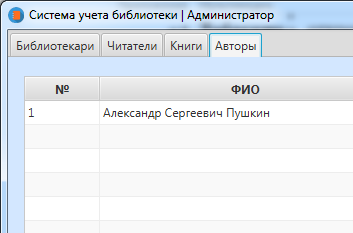 Система учета библиотеки | Администратор
Библиотекари Читатели Книги Авторы
№ ФИО
1 Александр Сергеевич Пушкин